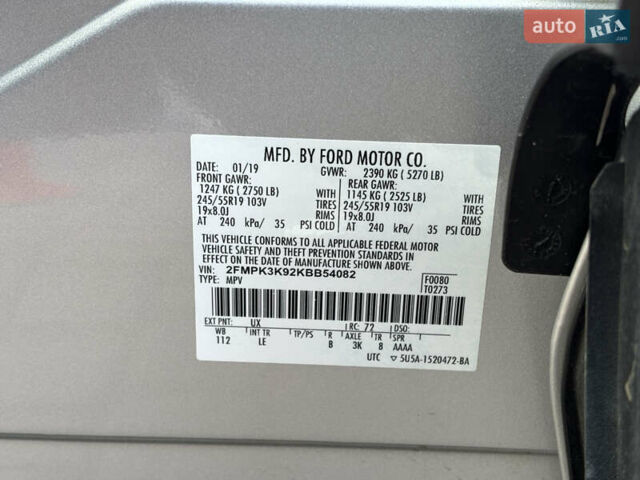 auto RIA.com
MFD. BY FORD MOTOR CO.
DATE: 01/19 GVWR: 2390 KG ( 5270 LB)
FRONT GAWR: REAR GAWR:
1247 KG ( 2750 LB) WITH 1145 KG ( 2525 LB) WITH
245/55R19 103V TIRES 245/55R19 103V TIRES
19x8.0J RIMS 19x8.0J RIMS
AT 240 kPa/ 35 PSI COLD AT 240 kPa/ 35 PSI COLD
THIS VEHICLE CONFORMS TO ALL APPLICABLE FEDERAL MOTOR
VEHICLE SAFETY AND THEFT PREVENTION STANDARDS IN EFFECT
ON THE DATE OF MANUFACTURE SHOWN ABOVE.
VIN: 2FMPK3K92KBB54082 F0080
TYPE: MPV T0273
EXT PNT: UX RC: 72 DSO:
WB INT TR TP/PS R AXLE TR SPR
112 LE B 3K 8 AAAA
UTC ▽ 5U5A-1520472-BA